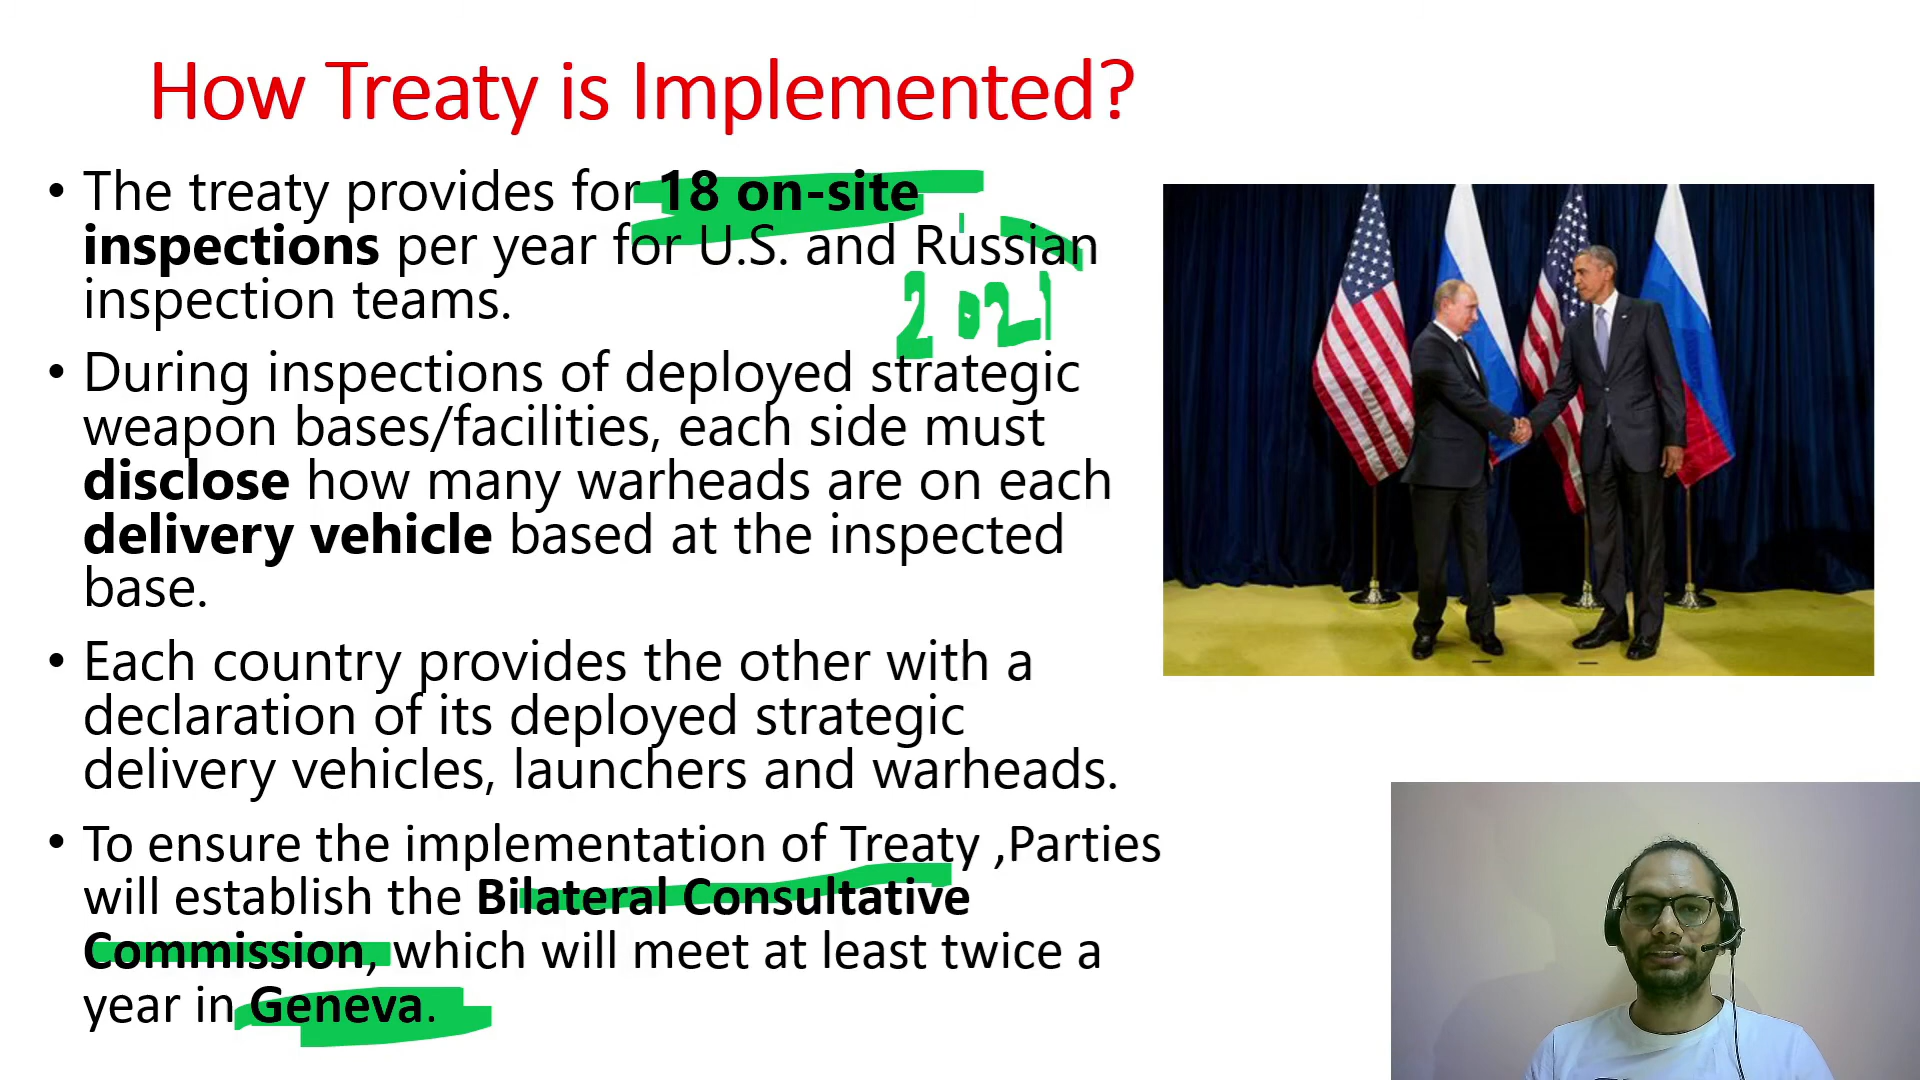 How Treaty is Implemented?
• The treaty provides for 18 on-site
inspections per year for U.S. and Russian
inspection teams.
2021
• During inspections of deployed strategic
weapon bases/facilities, each side must
disclose how many warheads are on each
delivery vehicle based at the inspected
base.
• Each country provides the other with a
declaration of its deployed strategic
delivery vehicles, launchers and warheads.
• To ensure the implementation of Treaty ,Parties
will establish the Bilateral Consultative
Commission, which will meet at least twice a
year in Geneva.